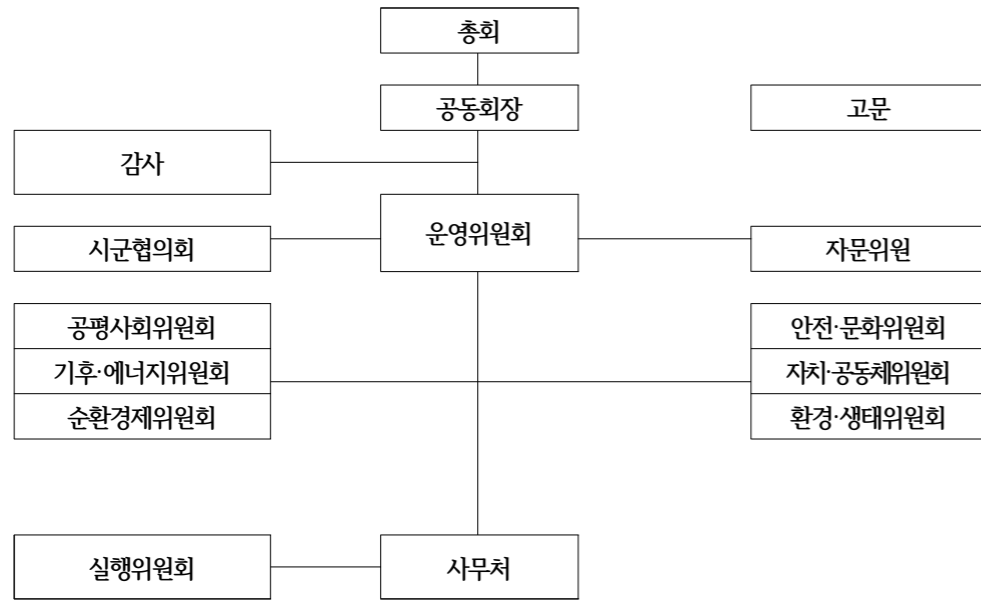 총회
공동회장
고문
감사
운영위원회
시군협의회
자문위원
공평사회위원회
안전·문화위원회
기후·에너지위원회
자치·공동체위원회
순환경제위원회
환경·생태위원회
실행위원회
사무처